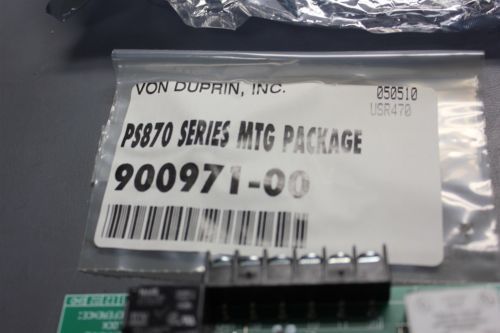 VON DUPRIN, INC.
050510
USR470
PS870 SERIES MTG PACKAGE
900971-00